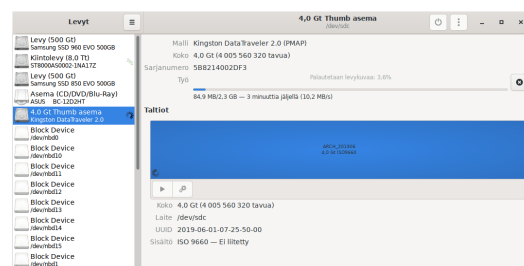 Levyt
4,0 Gt Thumb asema
/dev/sdc
Levy (500 Gt)
Samsung SSD 960 EVO 500GB
Kiintolevy (8,0 Tt)
ST8000AS0002-1NA17Z
Levy (500 Gt)
Samsung SSD 850 EVO 500GB
Asema (CD/DVD/Blu-Ray)
ASUS BC-12D2HT
4,0 Gt Thumb asema
Kingston DataTraveler 2.0
Block Device
/dev/nbd0
Block Device
/dev/nbd10
Block Device
/dev/nbd11
Block Device
/dev/nbd12
Block Device
/dev/nbd13
Block Device
/dev/nbd14
Block Device
/dev/nbd15
Block Device
/dev/nbd1
Malli Kingston DataTraveler 2.0 (PMAP)
Koko 4,0 Gt (4 005 560 320 tavua)
Sarjanumero 5B8214002DF3
Työ Palautetaan levykuvaa: 3.6%
84,9 MB/2,3 GB — 3 minuuttia jäljellä (10,2 MB/s)
Taltiot
4,0 Gt ISO9660
Koko 4,0 Gt (4 005 560 320 tavua)
Laite /dev/sdc
UUID 2019-06-01-07-25-50-00
Sisältö ISO 9660 — Ei liitetty